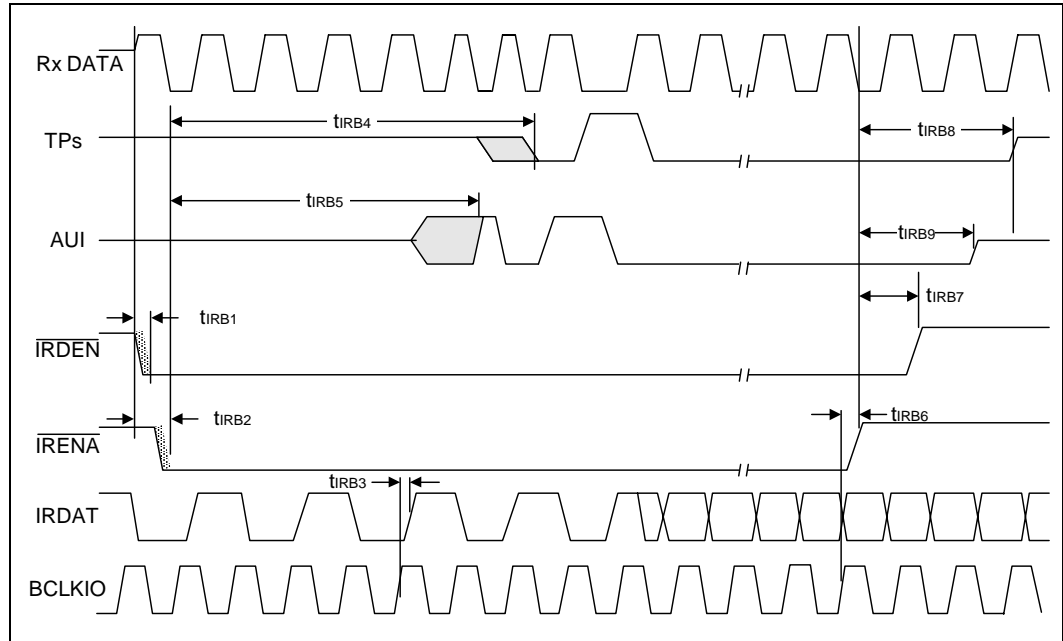 Rx DATA
tIRB4
tIRB8
TPs
tIRB5
AUI
tIRB9
tIRB7
tIRB1
IRDEN
tIRB2
tIRB6
IRENA
tIRB3
IRDAT
BCLKIO